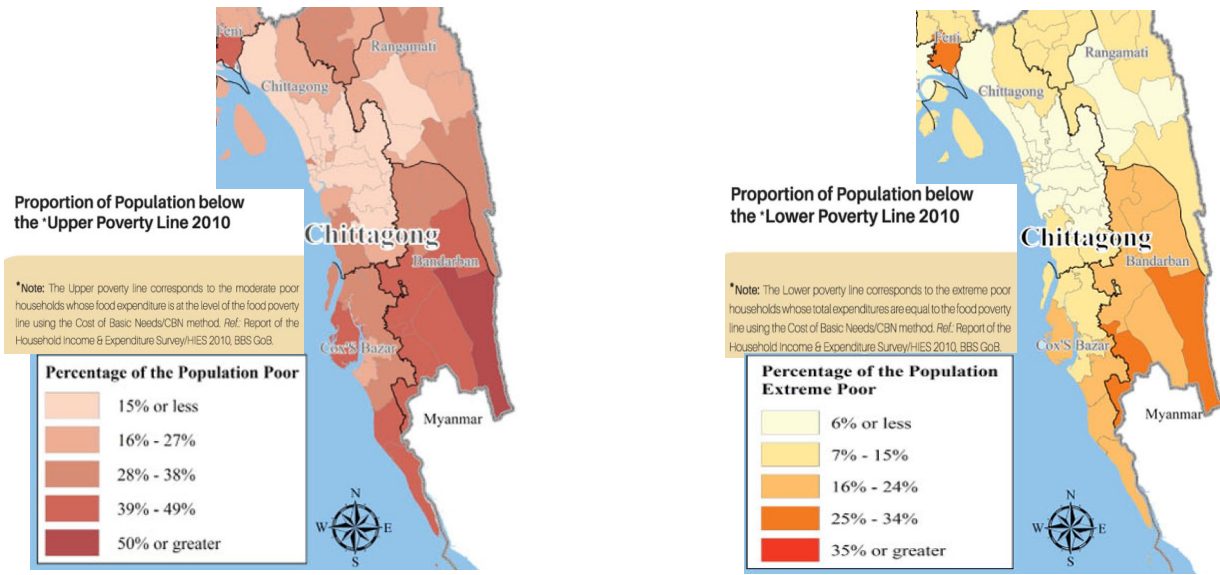 Feni
Rangamati
Chittagong
Proportion of Population below
the *Upper Poverty Line 2010
Chittagong
Bandarban
*Note: The Upper poverty line corresponds to the moderate poor
households whose food expenditure is at the level of the food poverty
line using the Cost of Basic Needs/CBN method. Ref.: Report of the
Household Income & Expenditure Survey/HIES 2010, BBS GoB.
Cox'S Bazar
Percentage of the Population Poor
15% or less
16% - 27%
28% - 38%
39% - 49%
50% or greater
Myanmar
N
W E
S
Feni
Rangamati
Chittagong
Proportion of Population below
the *Lower Poverty Line 2010
Chittagong
Bandarban
*Note: The Lower poverty line corresponds to the extreme poor
households whose total expenditures are equal to the food poverty
line using the Cost of Basic Needs/CBN method. Ref.: Report of the
Household Income & Expenditure Survey/HIES 2010, BBS GoB.
Cox'S Bazar
Percentage of the Population
Extreme Poor
6% or less
7% - 15%
16% - 24%
25% - 34%
35% or greater
Myanmar
N
W E
S